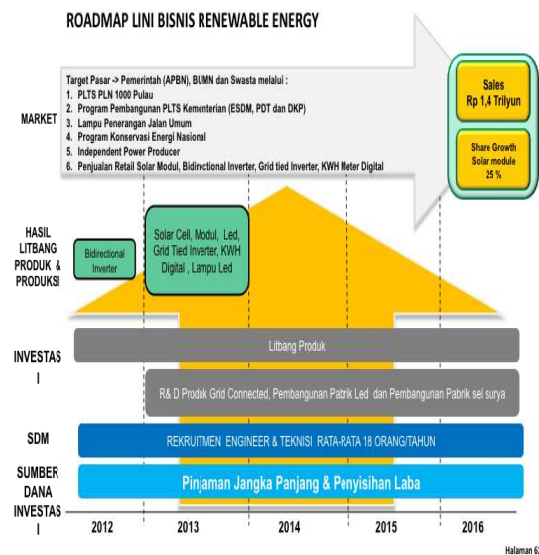 ROADMAP LINI BISNIS RENEWABLE ENERGY
MARKET
Target Pasar -> Pemerintah (APBN), BUMN dan Swasta melalui :
1. PLTS PLN 1000 Pulau
2. Program Pembangunan PLTS Kementerian (ESDM, PDT dan DKP)
3. Lampu Penerangan Jalan Umum
4. Program Konservasi Energi Nasional
5. Independent Power Producer
6. Penjualan Retail Solar Modul, Bidirectional Inverter, Grid tied Inverter, KWH Meter Digital
Sales
Rp 1,4 Trilyun
Share Growth
Solar module
25 %
HASIL
LITBANG
PRODUK &
PRODUKSI
Bidirectional
Inverter
Solar Cell, Modul, Led,
Grid Tied Inverter, KWH
Digital , Lampu Led
INVESTAS
I
Litbang Produk
R& D Produk Grid Connected, Pembangunan Patrik Led dan Pembangunan Pabrik sel surya
SDM
REKRUITMEN ENGINEER & TEKNISI RATA-RATA 18 ORANG/TAHUN
SUMBER
DANA
INVESTAS
I
Pinjaman Jangka Panjang & Penyisihan Laba
2012
2013
2014
2015
2016